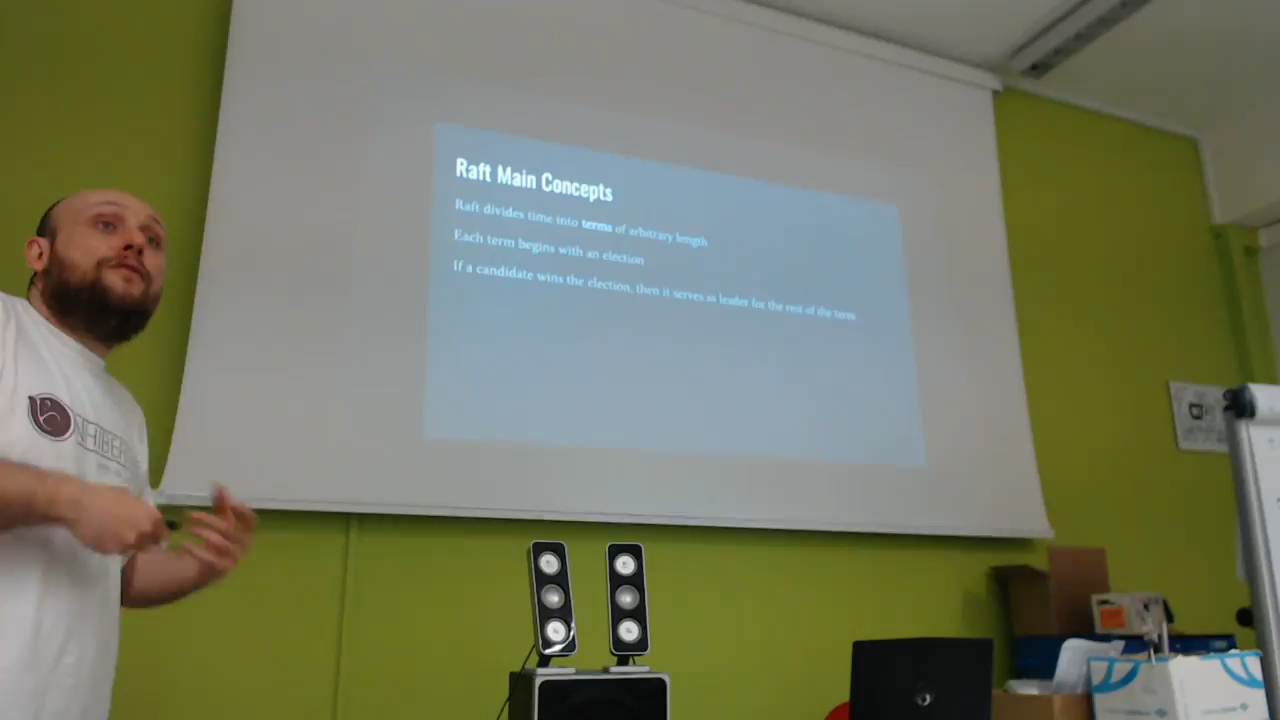 Raft Main Concepts
Raft divides time into terms of arbitrary length
Each term begins with an election
If a candidate wins the election, then it serves as leader for the rest of the term